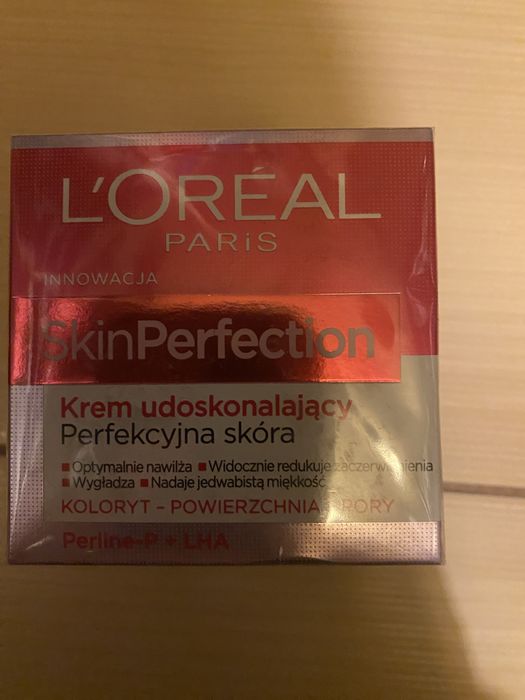 L'ORÉAL
PARiS
INNOWACJA
SkinPerfection
Krem udoskonalający
Perfekcyjna skóra
▪Optymalnie nawilża ▪Widocznie redukuje zaczerwienienia
▪Wygładza ▪Nadaje jedwabistą miękkość
KOLORYT – POWIERZCHNIA – PORY
Perline-P + LHA